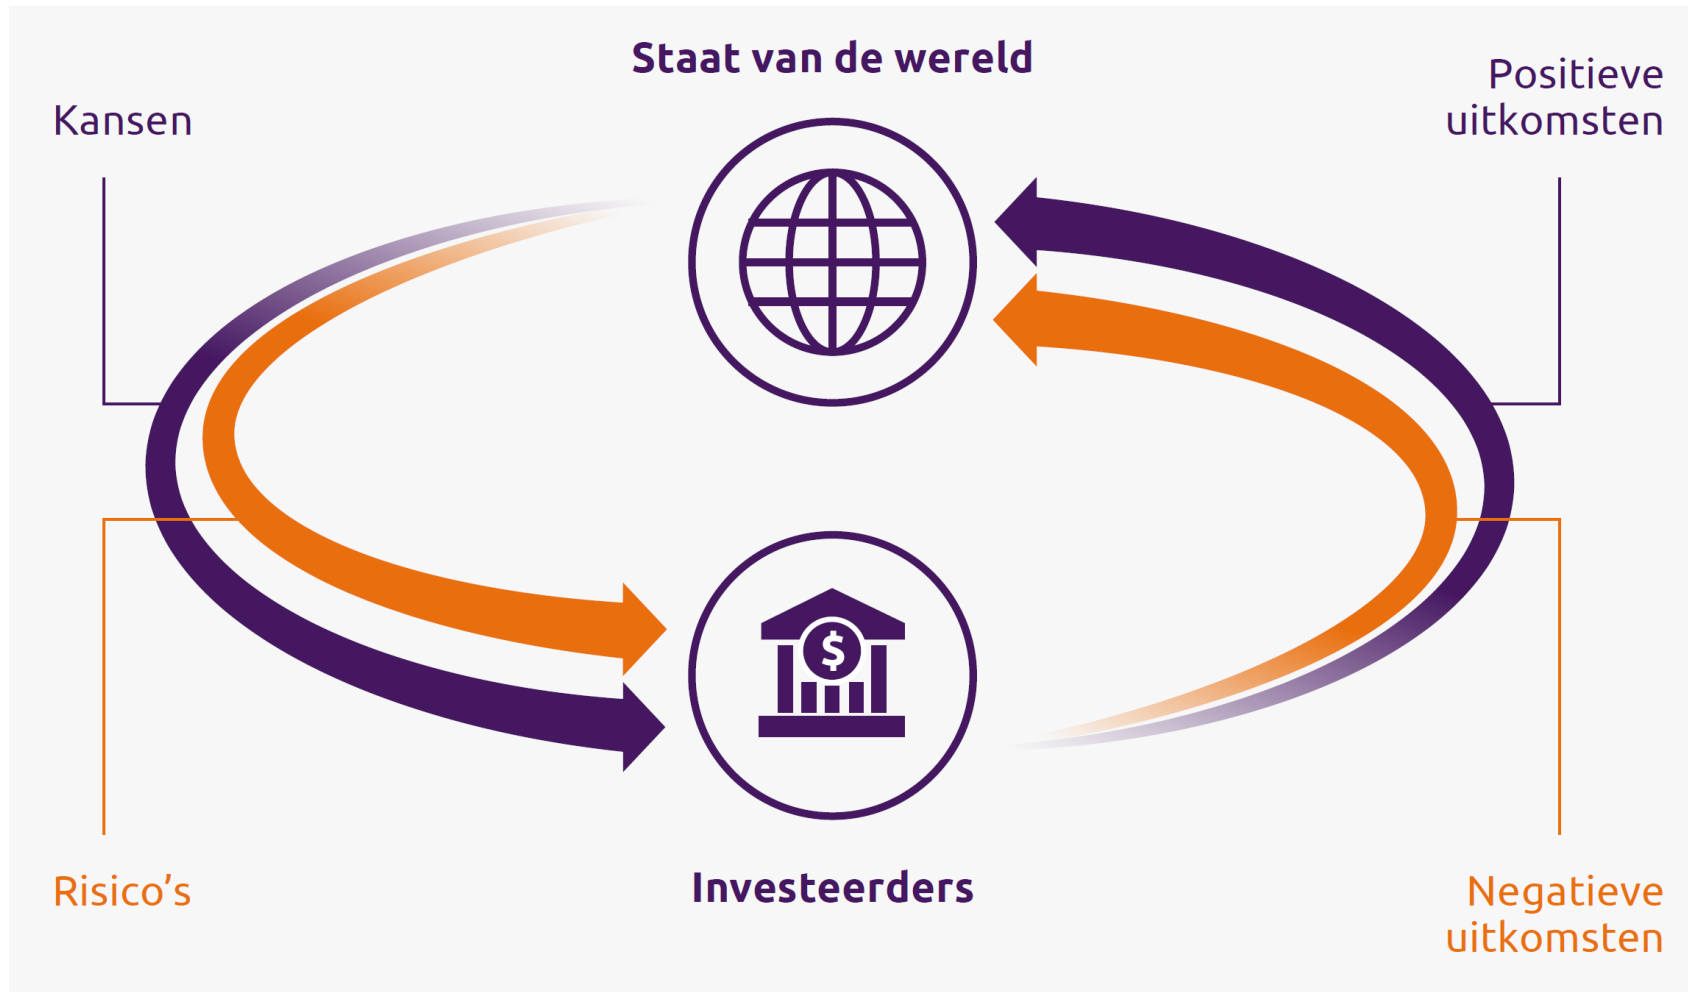 Staat van de wereld
Kansen
Positieve
uitkomsten
$
Risico’s
Investeerders
Negatieve
uitkomsten